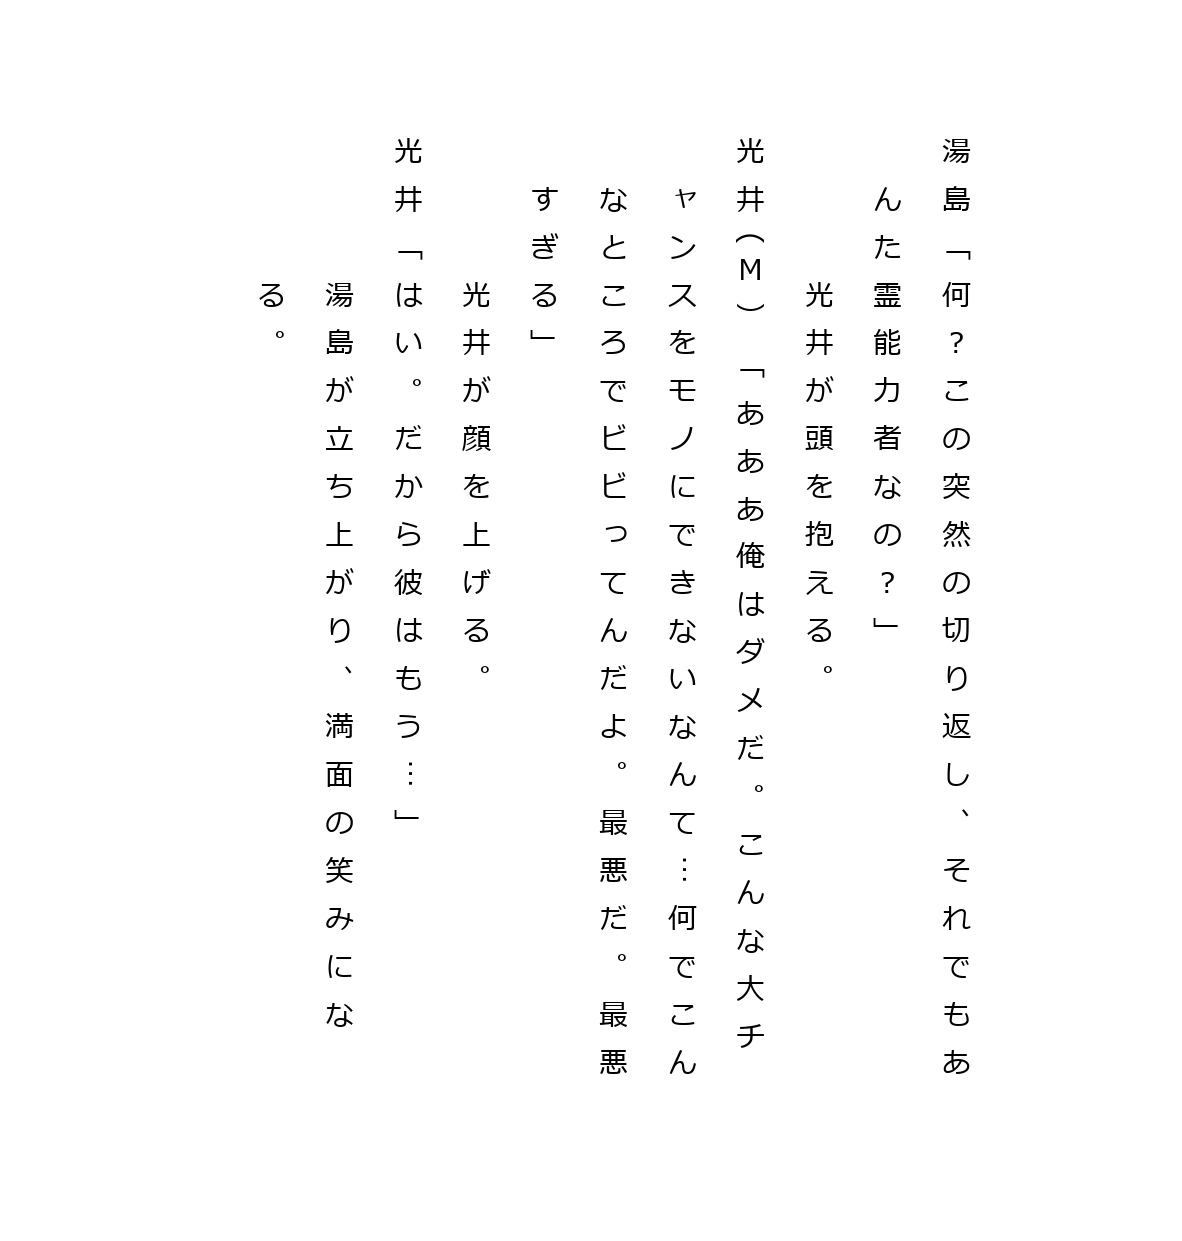 湯島「何?この突然の切り返し、それでもあ
んた霊能力者なの?」
光井が頭を抱える。
光井(M)「あああ俺はダメだ。こんな大チ
ャンスをモノにできないなんて…何でこん
なところでビビってんだよ。最悪だ。最悪
すぎる」
光井が顔を上げる。
光井「はい。だから彼はもう…」
湯島が立ち上がり、満面の笑みにな
る。